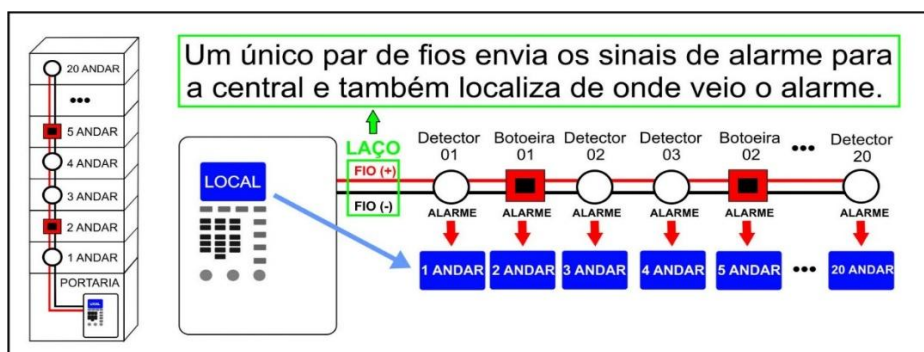 Um único par de fios envia os sinais de alarme para
a central e também localiza de onde veio o alarme.
20 ANDAR
•••
5 ANDAR
4 ANDAR
3 ANDAR
2 ANDAR
1 ANDAR
PORTARIA
LOCAL
LOCAL
LAÇO
FIO (+)
FIO (-)
Detector
01
Botoeira
01
Detector
02
Detector
03
Botoeira
02
•••
Detector
20
ALARME
ALARME
ALARME
ALARME
ALARME
ALARME
1 ANDAR
2 ANDAR
3 ANDAR
4 ANDAR
5 ANDAR
•••
20 ANDAR